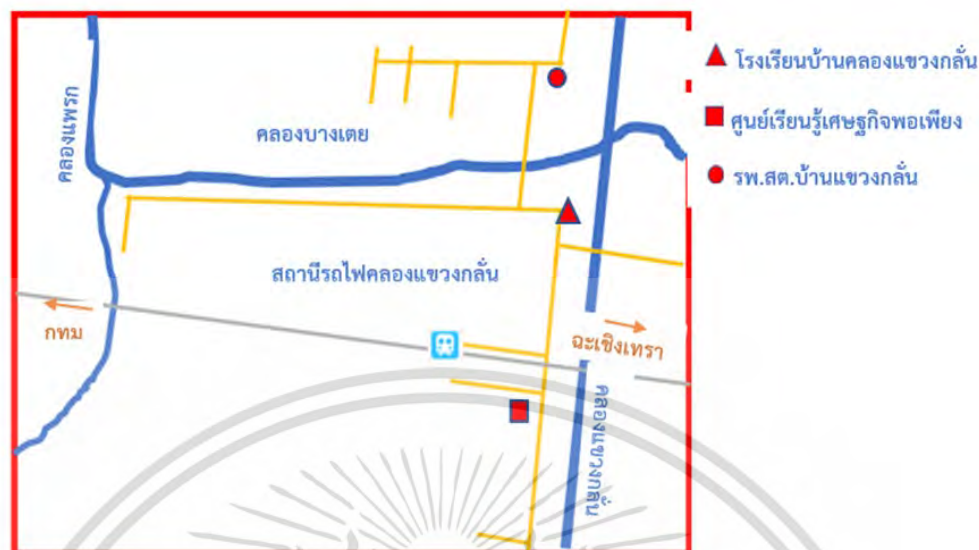 โรงเรียนบ้านคลองแขวงกลั่น
ศูนย์เรียนรู้เศรษฐกิจพอเพียง
รพ.สต.บ้านแขวงกลั่น
คลองแพรก
คลองบางเตย
สถานีรถไฟคลองแขวงกลั่น
กทม
ฉะเชิงเทรา
คลองแขวงกลั่น